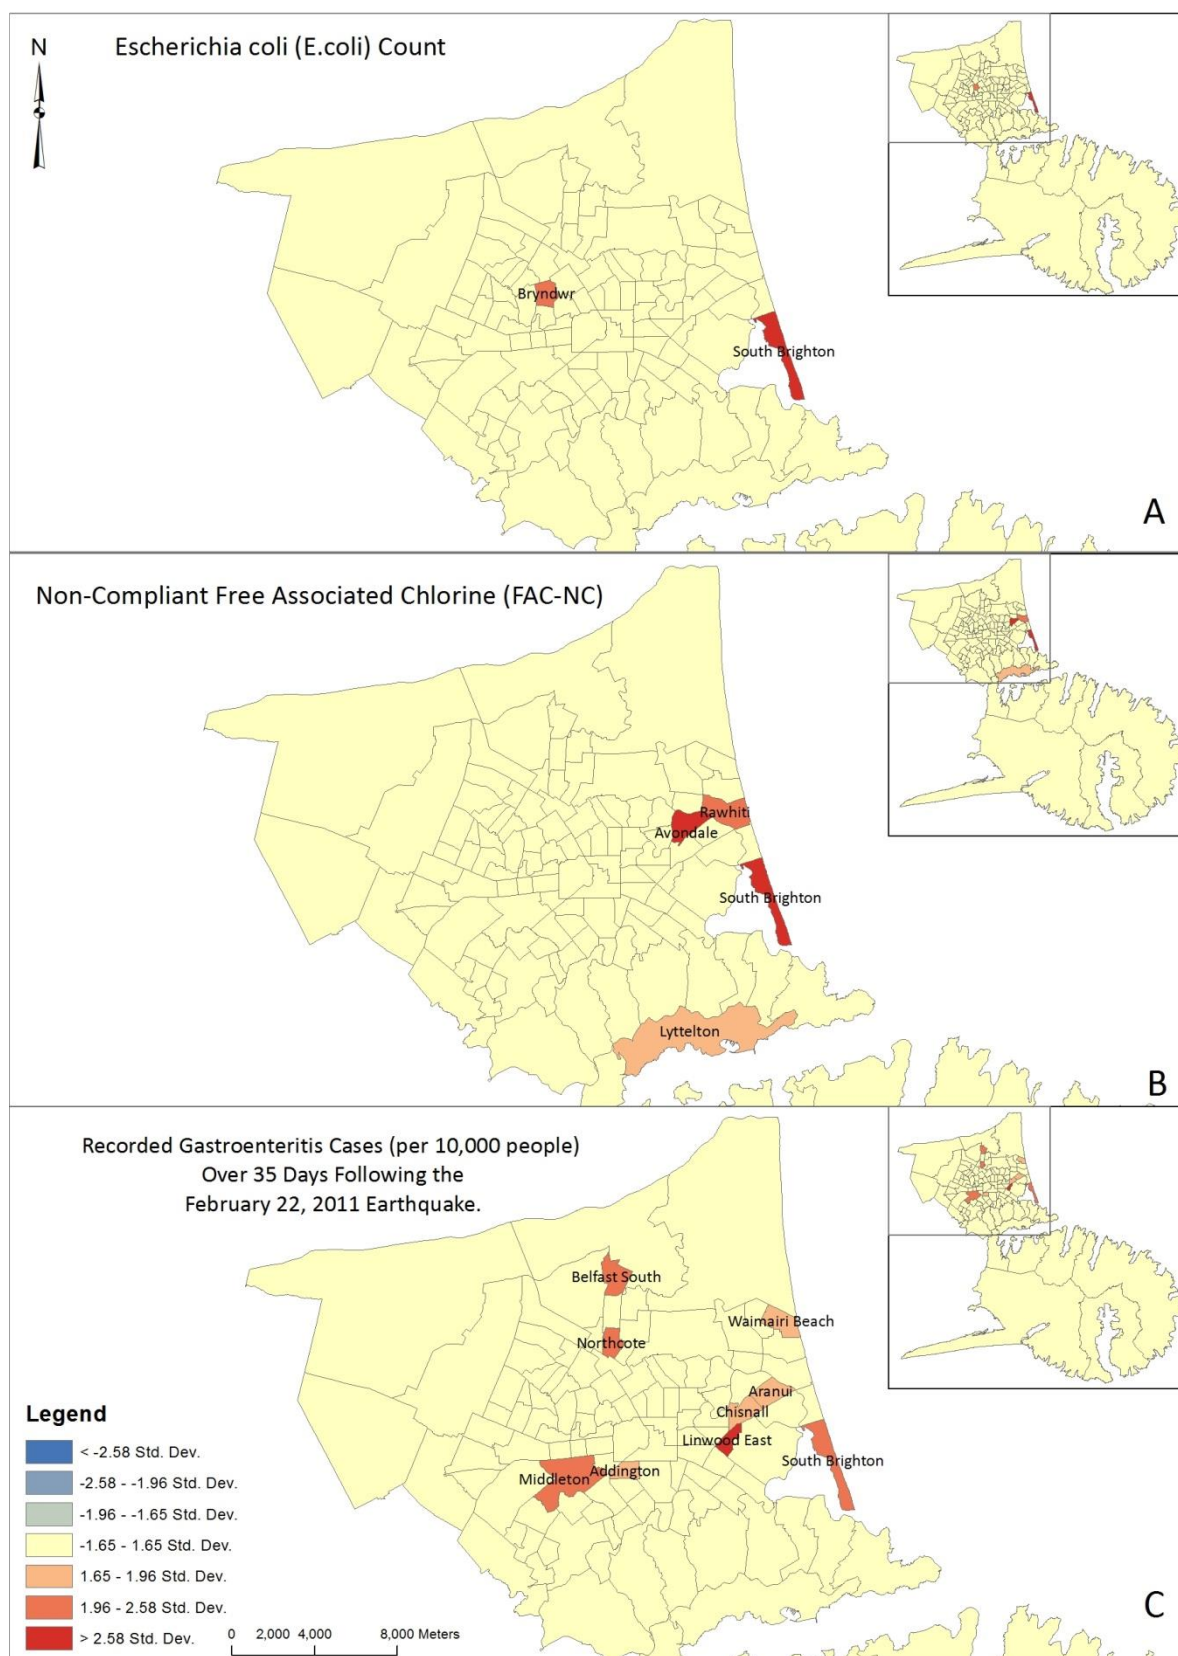 N
Escherichia coli (E.coli) Count
Bryndwr
South Brighton
A
Non-Compliant Free Associated Chlorine (FAC-NC)
Rawhiti
Avondale
South Brighton
Lyttelton
B
Recorded Gastroenteritis Cases (per 10,000 people)
Over 35 Days Following the
February 22, 2011 Earthquake.
Belfast South
Waimairi Beach
Northcote
Aranui
Chisnall
Linwood East
South Brighton
Addington
Middleton
Legend
< -2.58 Std. Dev.
-2.58 - -1.96 Std. Dev.
-1.96 - -1.65 Std. Dev.
-1.65 - 1.65 Std. Dev.
1.65 - 1.96 Std. Dev.
1.96 - 2.58 Std. Dev.
> 2.58 Std. Dev.
0 2,000 4,000 8,000 Meters
C